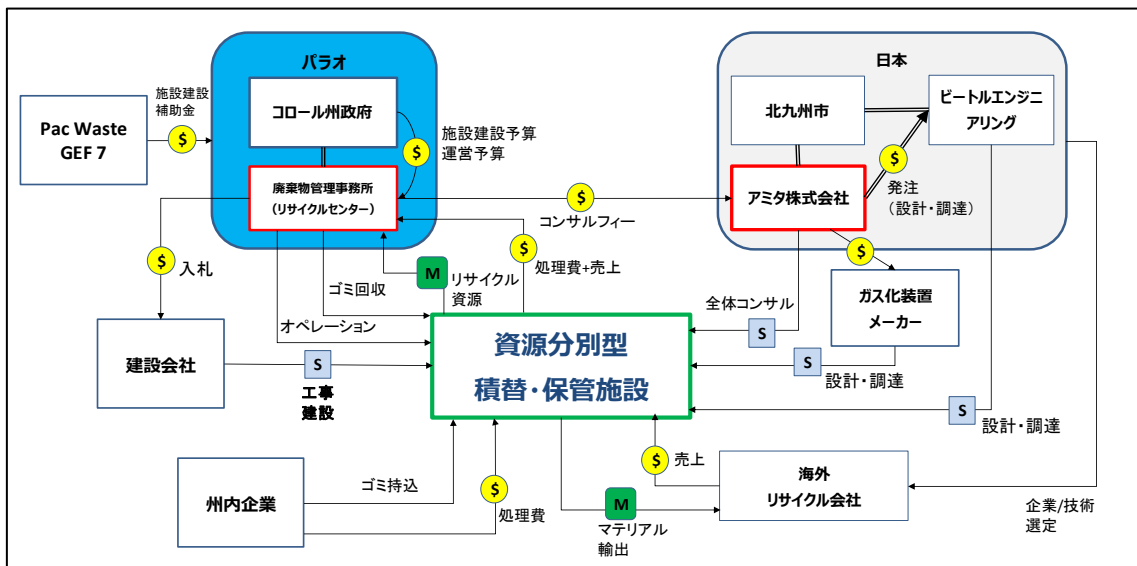 パラオ
日本
施設建設
補助金
Pac Waste
GEF 7
$
コロール州政府
$
施設建設予算
運営予算
北九州市
ビートルエンジニ
アリング
廃棄物管理事務所
（リサイクルセンター）
$
コンサルフィー
アミタ株式会社
$
発注
（設計・調達）
$
入札
$
処理費+売上
M
リサイクル
資源
ゴミ回収
オペレーション
$
ガス化装置
メーカー
全体コンサル
S
建設会社
S
工事
建設
資源分別型
積替・保管施設
S
設計・調達
S
設計・調達
州内企業
ゴミ持込
$
処理費
$
売上
M
マテリアル
輸出
海外
リサイクル会社
企業/技術
選定